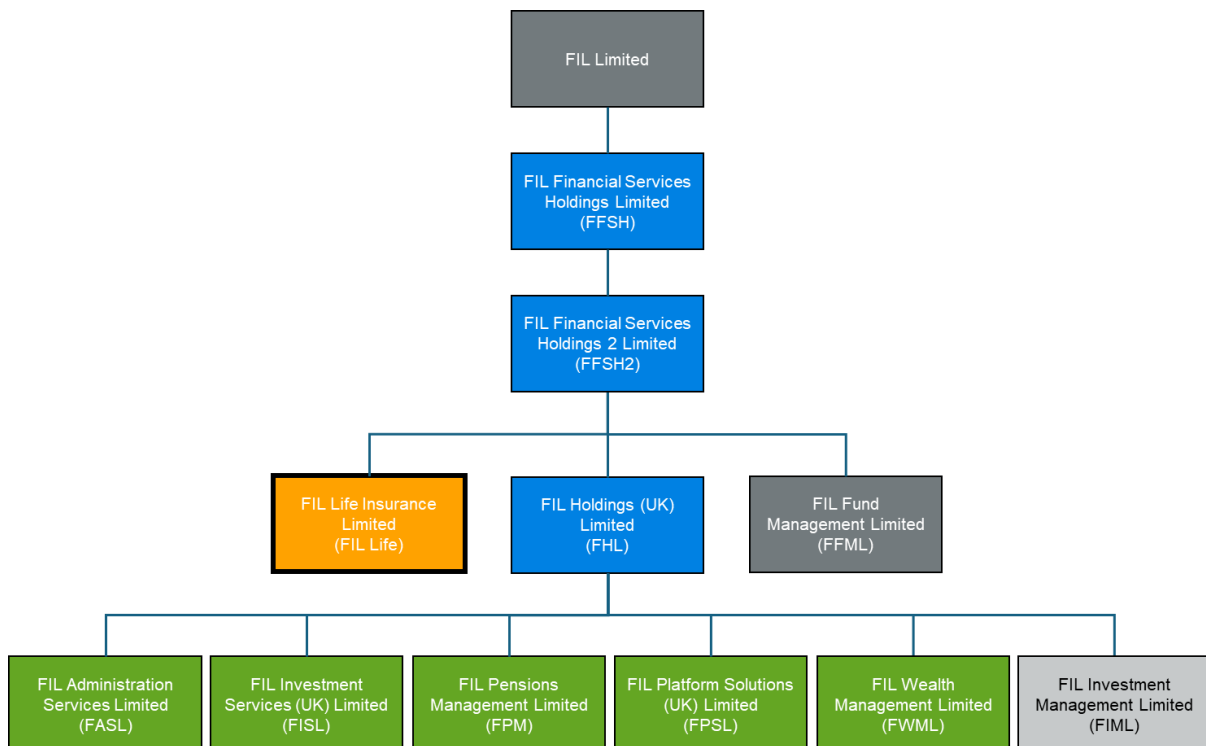 FIL Limited
FIL Financial Services
Holdings Limited
(FFSH)
FIL Financial Services
Holdings 2 Limited
(FFSH2)
FIL Life Insurance
Limited
(FIL Life)
FIL Holdings (UK)
Limited
(FHL)
FIL Fund
Management Limited
(FFML)
FIL Administration
Services Limited
(FASL)
FIL Investment
Services (UK) Limited
(FISL)
FIL Pensions
Management Limited
(FPM)
FIL Platform Solutions
(UK) Limited
(FPSL)
FIL Wealth
Management Limited
(FWML)
FIL Investment
Management Limited
(FIML)